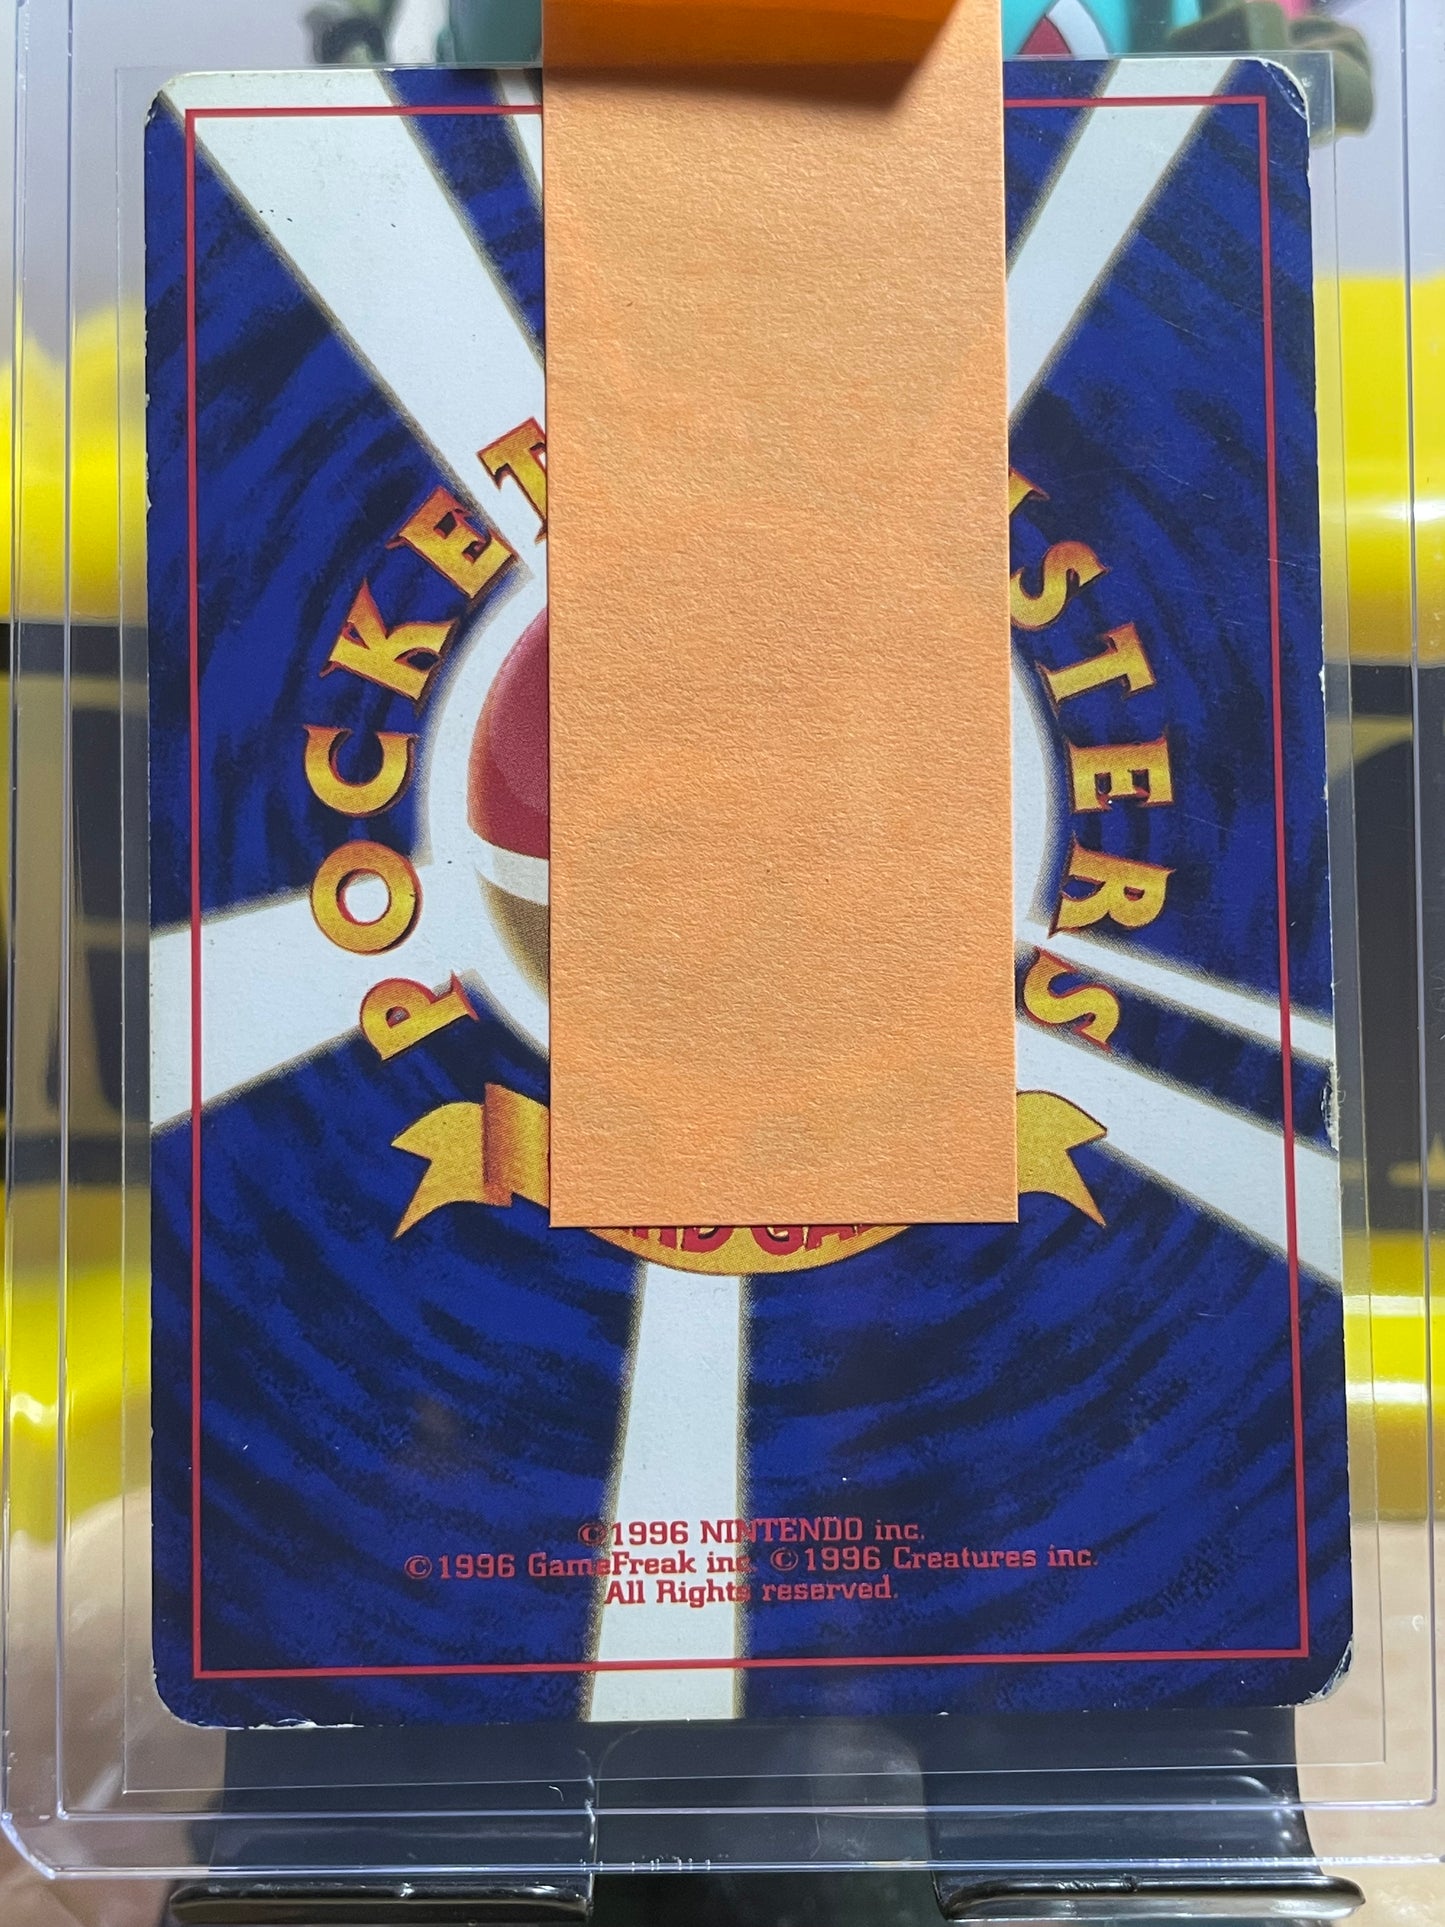 POCKET
STERS
©1996 NINTENDO inc.
©1996 GameFreak inc. ©1996 Creatures inc.
All Rights reserved.